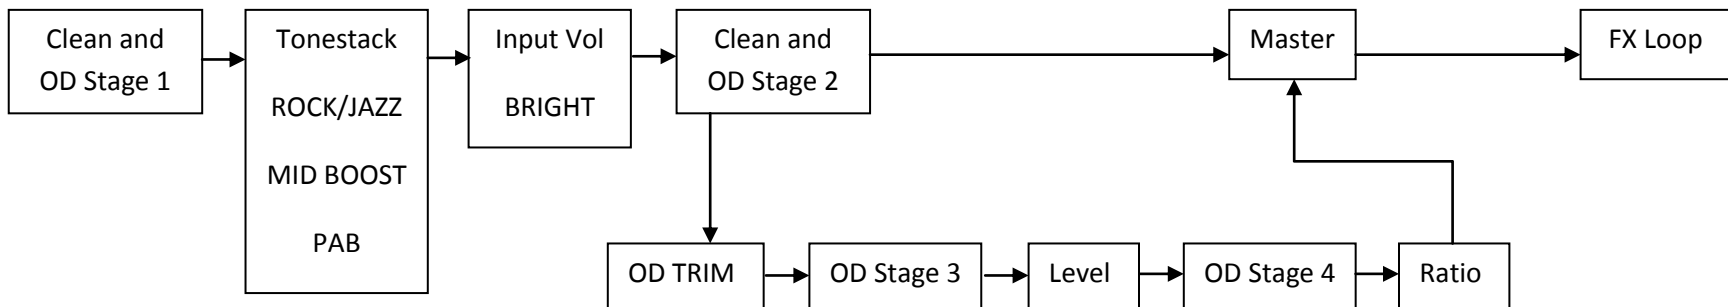 Clean and
OD Stage 1
Tonestack
ROCK/JAZZ
MID BOOST
PAB
Input Vol
BRIGHT
Clean and
OD Stage 2
Master
FX Loop
OD TRIM
OD Stage 3
Level
OD Stage 4
Ratio